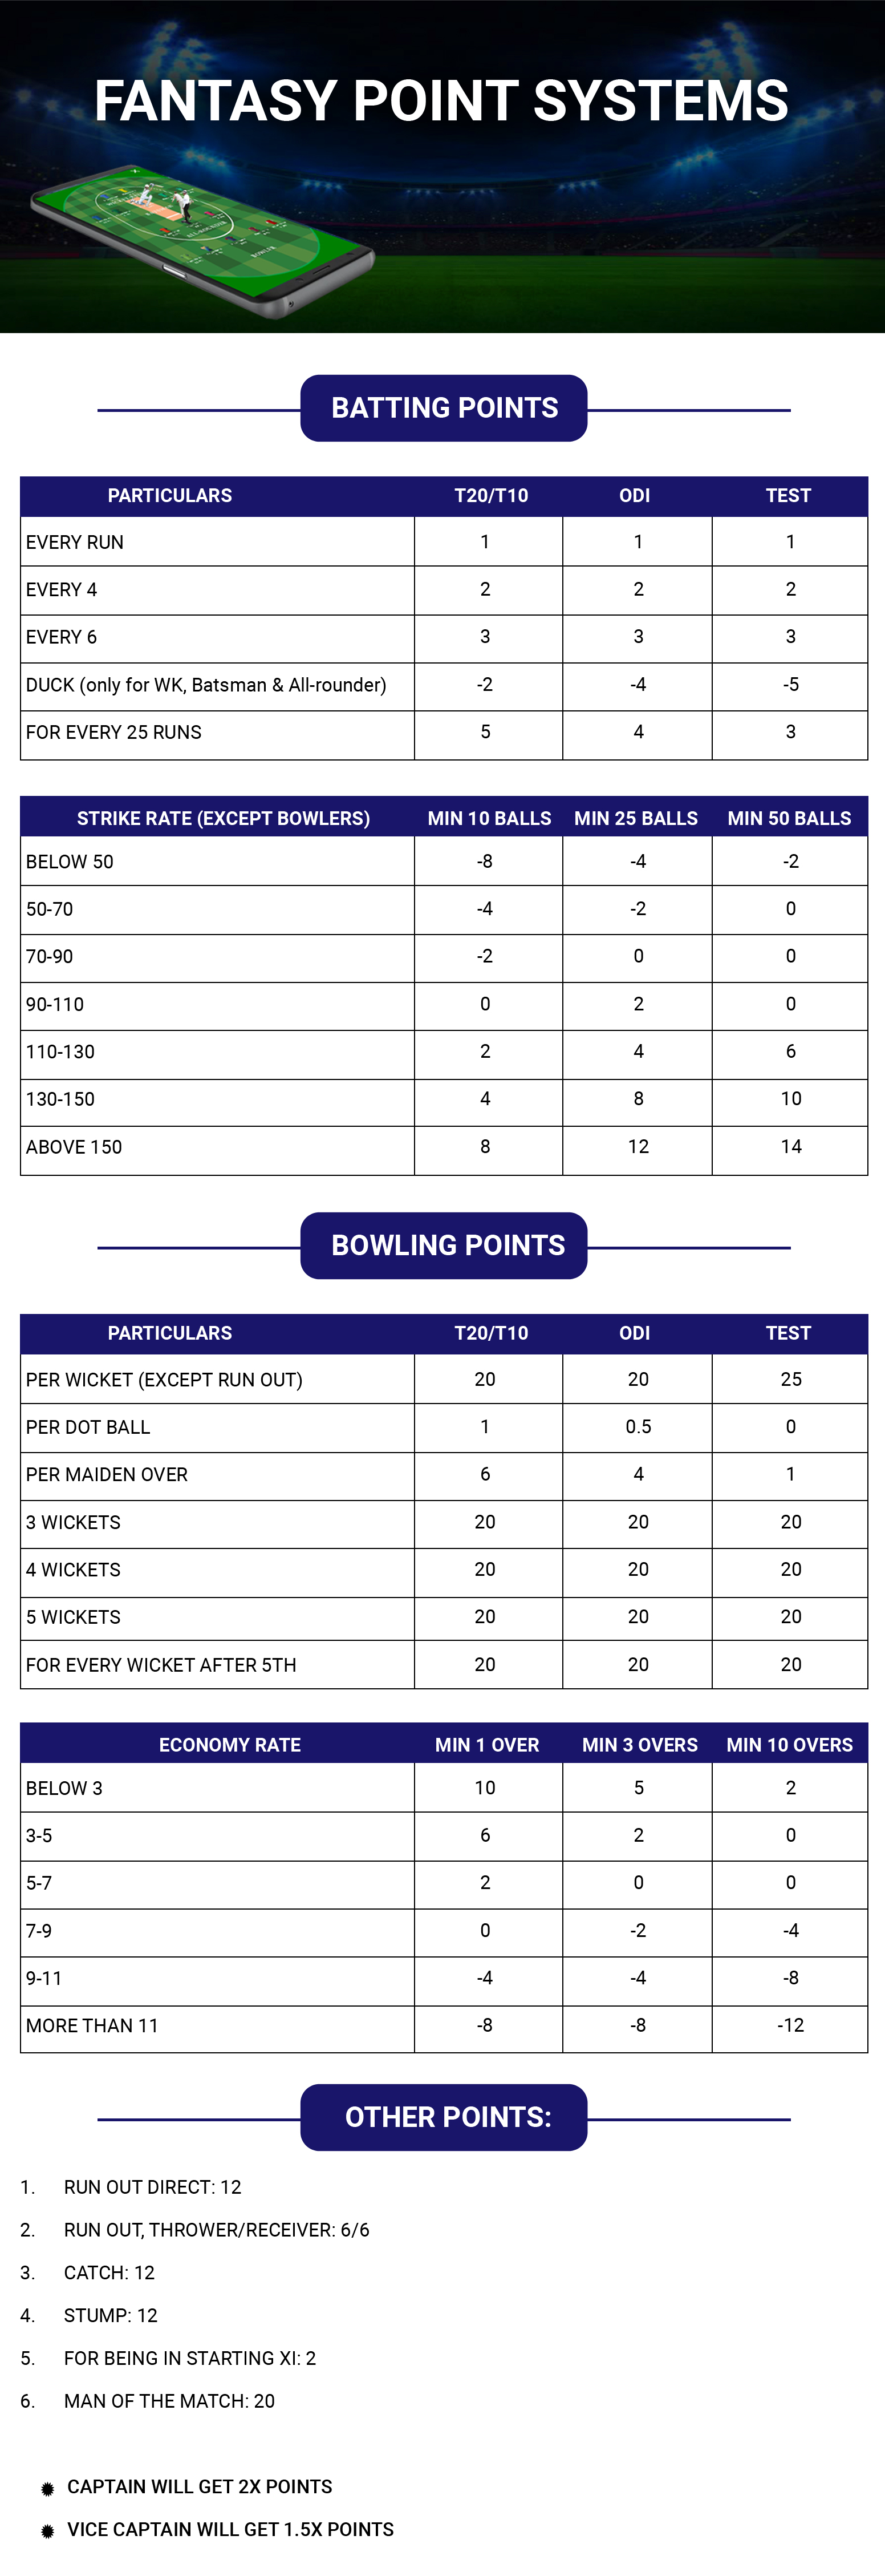 FANTASY POINT SYSTEMS
BATTING POINTS
PARTICULARS T20/T10 ODI TEST
EVERY RUN 1 1 1
EVERY 4 2 2 2
EVERY 6 3 3 3
DUCK (only for WK, Batsman & All-rounder) -2 -4 -5
FOR EVERY 25 RUNS 5 4 3
STRIKE RATE (EXCEPT BOWLERS) MIN 10 BALLS MIN 25 BALLS MIN 50 BALLS
BELOW 50 -8 -4 -2
50-70 -4 -2 0
70-90 -2 0 0
90-110 0 2 0
110-130 2 4 6
130-150 4 8 10
ABOVE 150 8 12 14
BOWLING POINTS
PARTICULARS T20/T10 ODI TEST
PER WICKET (EXCEPT RUN OUT) 20 20 25
PER DOT BALL 1 0.5 0
PER MAIDEN OVER 6 4 1
3 WICKETS 20 20 20
4 WICKETS 20 20 20
5 WICKETS 20 20 20
FOR EVERY WICKET AFTER 5TH 20 20 20
ECONOMY RATE MIN 1 OVER MIN 3 OVERS MIN 10 OVERS
BELOW 3 10 5 2
3-5 6 2 0
5-7 2 0 0
7-9 0 -2 -4
9-11 -4 -4 -8
MORE THAN 11 -8 -8 -12
OTHER POINTS:
1. RUN OUT DIRECT: 12
2. RUN OUT, THROWER/RECEIVER: 6/6
3. CATCH: 12
4. STUMP: 12
5. FOR BEING IN STARTING XI: 2
6. MAN OF THE MATCH: 20
CAPTAIN WILL GET 2X POINTS
VICE CAPTAIN WILL GET 1.5X POINTS